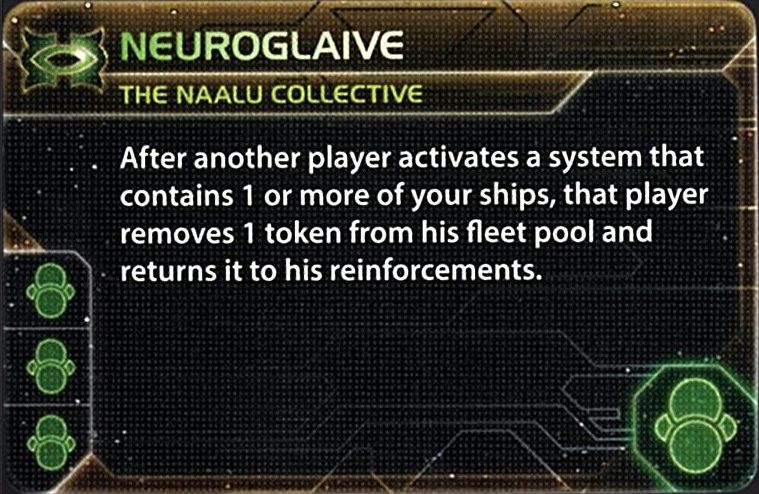 NEUROGLAIVE
THE NAALU COLLECTIVE
After another player activates a system that
contains 1 or more of your ships, that player
removes 1 token from his fleet pool and
returns it to his reinforcements.